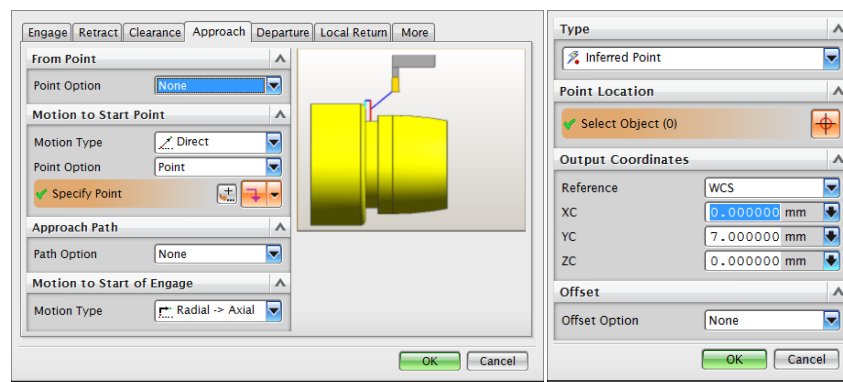 Engage Retract Clearance Approach Departure Local Return More
From Point
Point Option None
Motion to Start Point
Motion Type Direct
Point Option Point
Specify Point
Approach Path
Path Option None
Motion to Start of Engage
Motion Type Radial -> Axial
OK Cancel
Type
Inferred Point
Point Location
Select Object (0)
Output Coordinates
Reference WCS
XC 0.000000 mm
YC 7.000000 mm
ZC 0.000000 mm
Offset
Offset Option None
OK Cancel